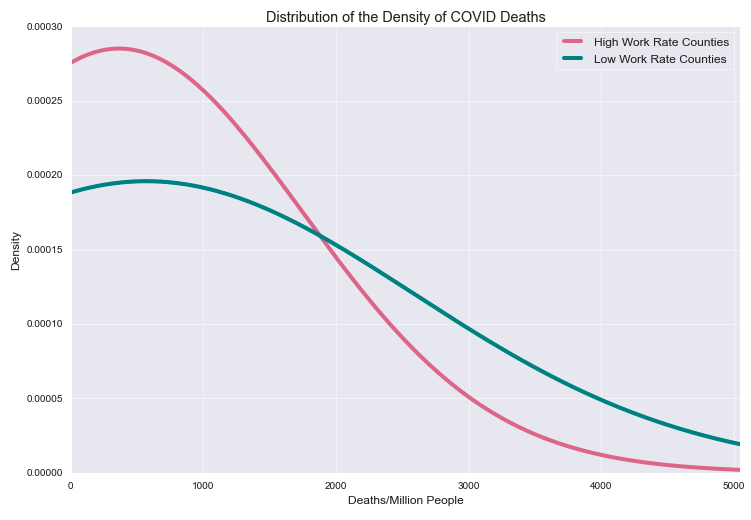 Distribution of the Density of COVID Deaths
High Work Rate Counties
Low Work Rate Counties
0.00030
0.00025
0.00020
0.00015
0.00010
0.00005
0.00000
Density
0 1000 2000 3000 4000 5000
Deaths/Million People